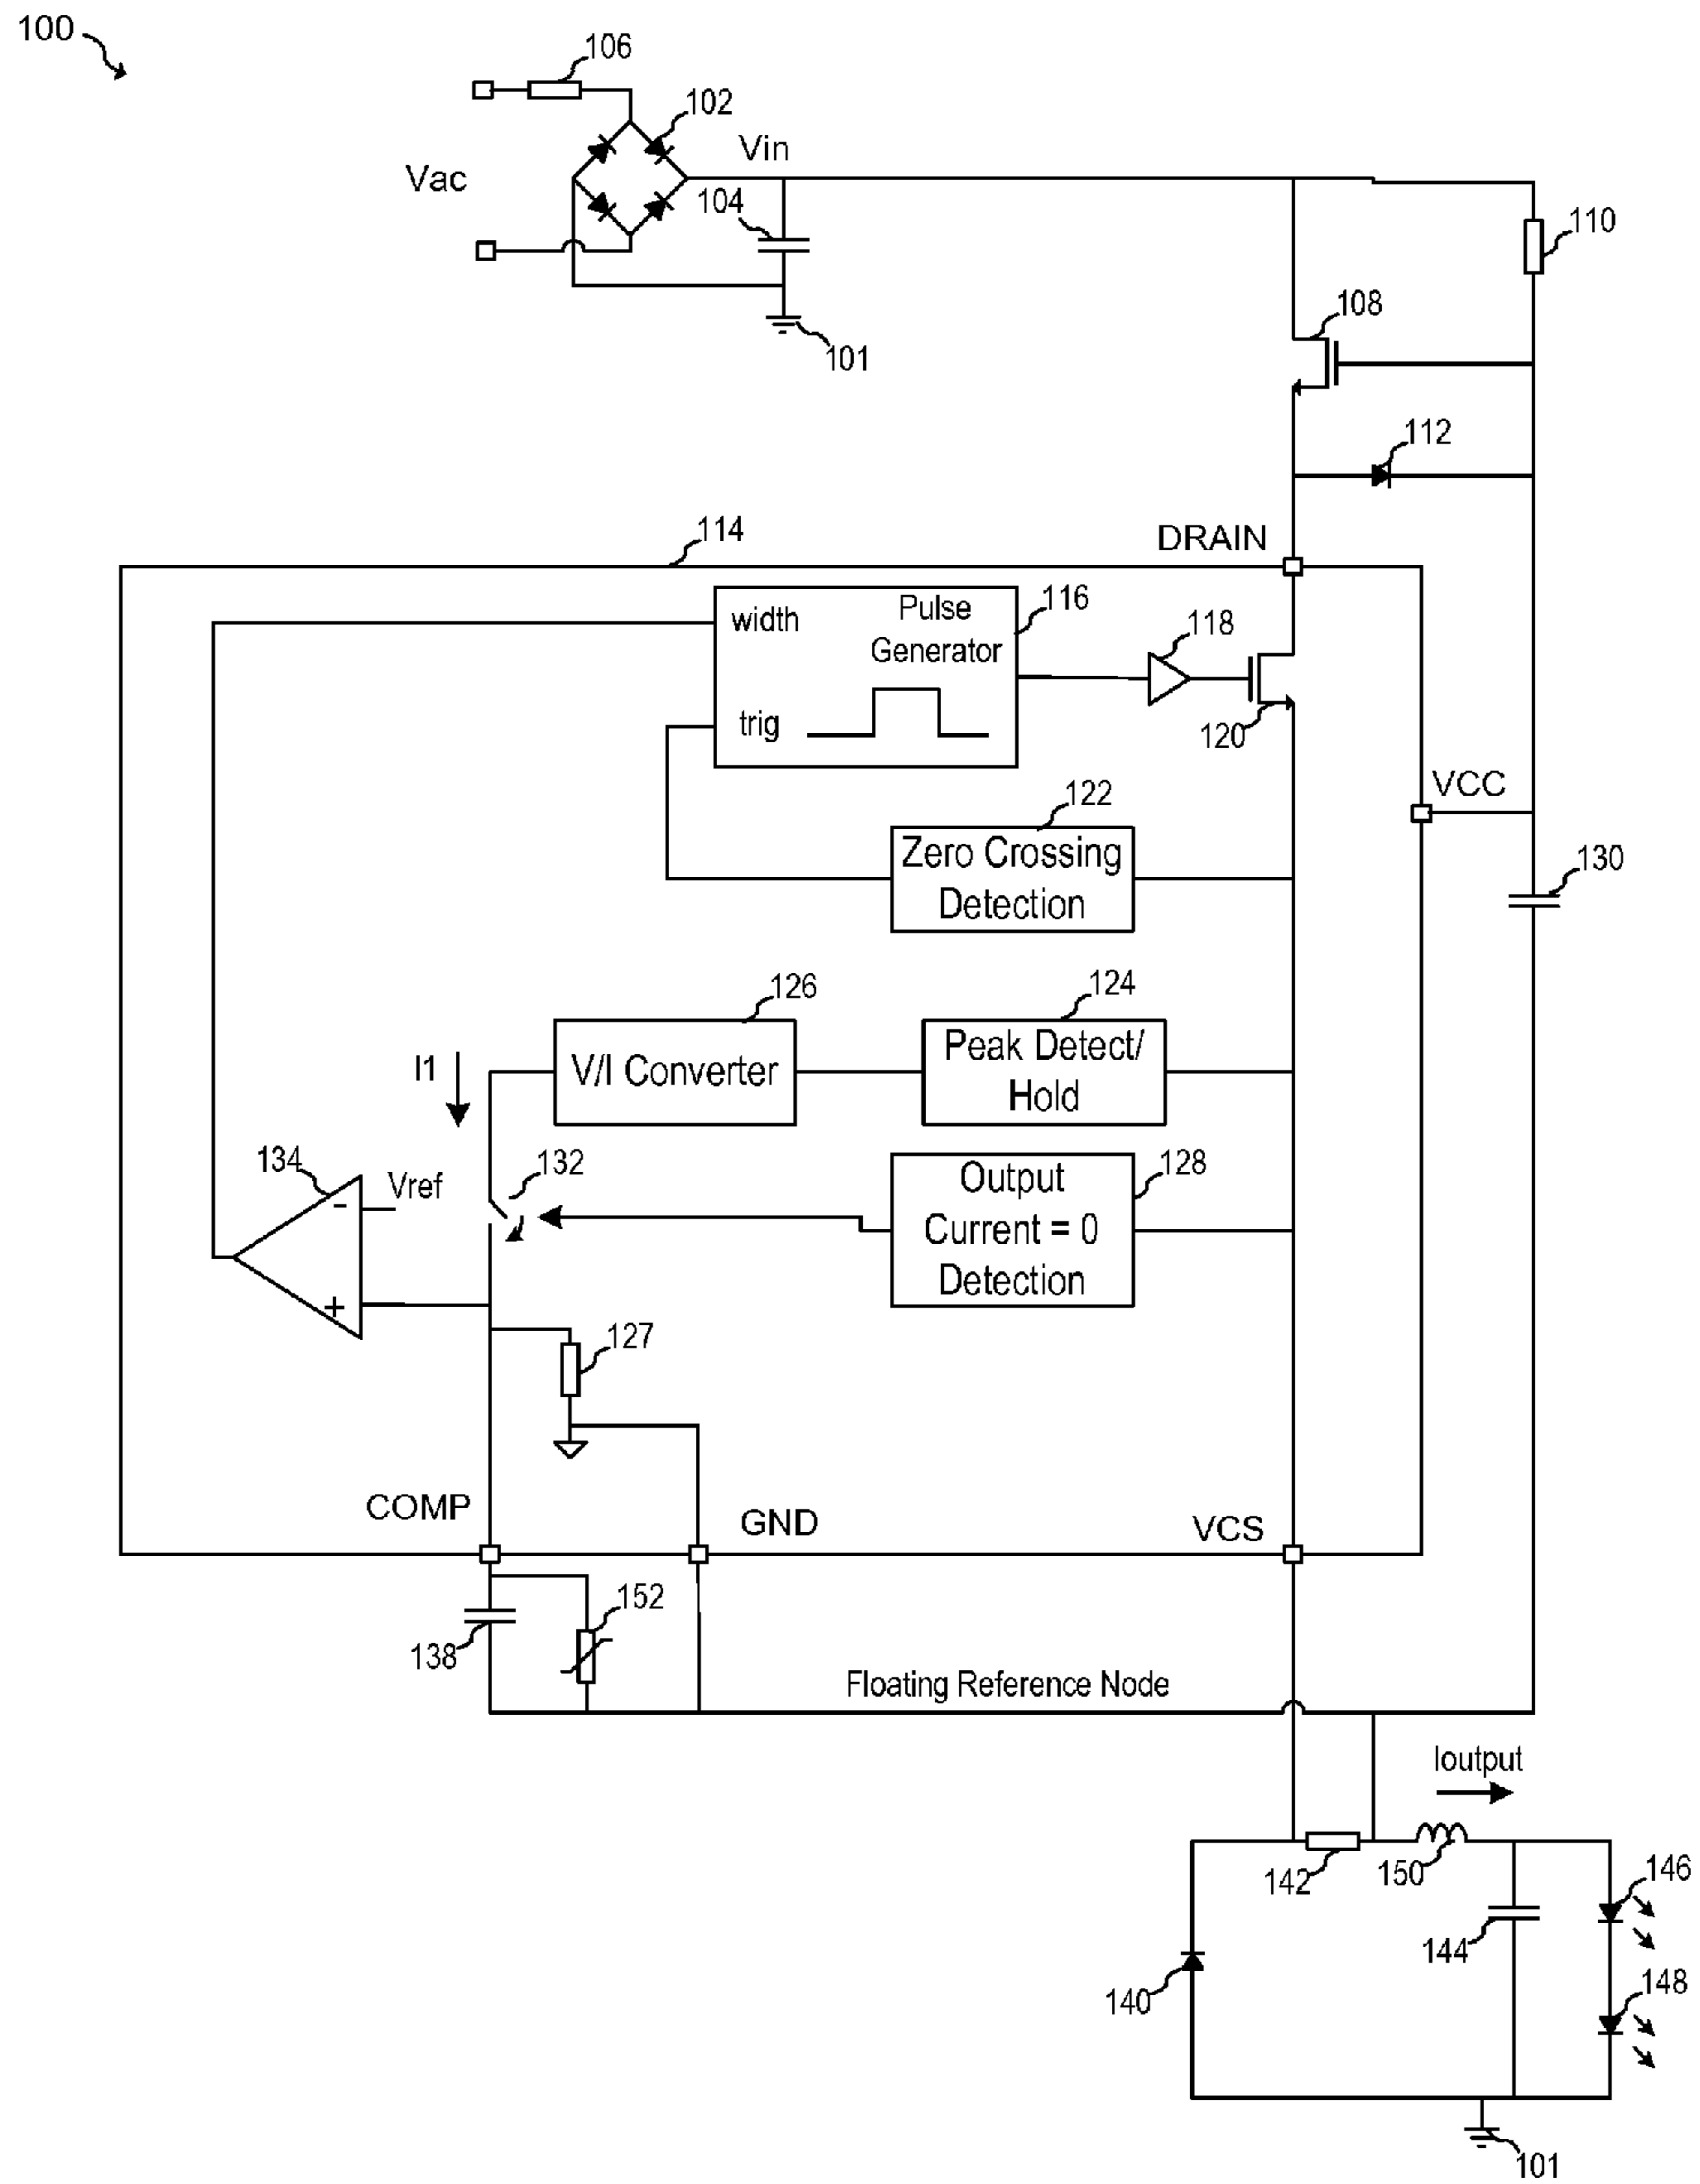 100
106
102
Vin
Vac
104
110
108
101
112
DRAIN
114
width
Pulse
Generator
116
118
trig
120
VCC
122
Zero Crossing
Detection
130
126
124
I1
V/I Converter
Peak Detect/
Hold
134
Vref
132
Output
Current = 0
Detection
128
-
+
127
COMP
GND
VCS
152
138
Floating Reference Node
Ioutput
142
150
146
144
140
148
101